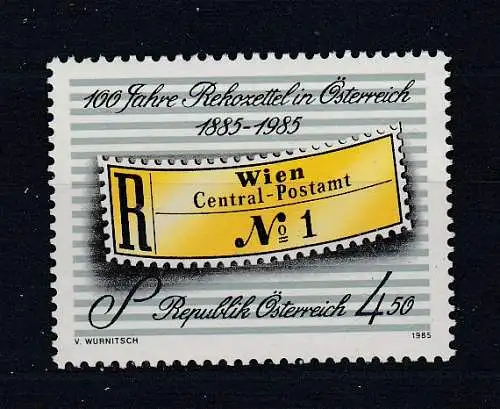 100 Jahre Rekozettel in Österreich
1885-1985
R
Wien
Central-Postamt
No 1
Republik Österreich 4 50
V. WURNITSCH 1985